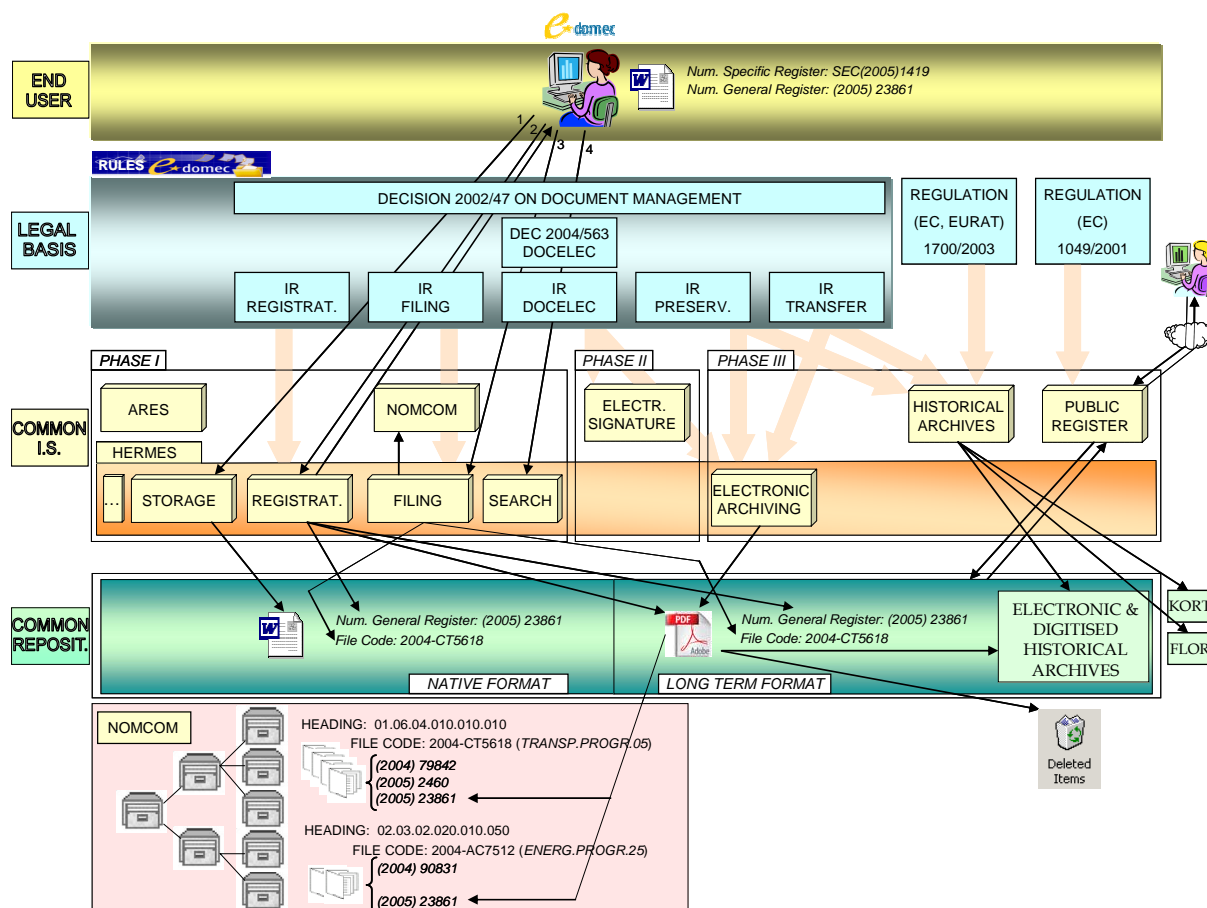 e-domec
END
USER
Num. Specific Register: SEC(2005)1419
Num. General Register: (2005) 23861
W
1
2
3
4
RULES e-domec
LEGAL
BASIS
DECISION 2002/47 ON DOCUMENT MANAGEMENT
DEC 2004/563
DOCELEC
IR
REGISTRAT.
IR
FILING
IR
DOCELEC
IR
PRESERV.
IR
TRANSFER
REGULATION
(EC, EURAT)
1700/2003
REGULATION
(EC)
1049/2001
PHASE I
PHASE II
PHASE III
COMMON
I.S.
ARES
NOMCOM
ELECTR.
SIGNATURE
HISTORICAL
ARCHIVES
PUBLIC
REGISTER
HERMES
...
STORAGE
REGISTRAT.
FILING
SEARCH
ELECTRONIC
ARCHIVING
COMMON
REPOSIT.
W
Num. General Register: (2005) 23861
File Code: 2004-CT5618
PDF
Adobe
Num. General Register: (2005) 23861
File Code: 2004-CT5618
ELECTRONIC &
DIGITISED
HISTORICAL
ARCHIVES
KORT
FLOR
NATIVE FORMAT
LONG TERM FORMAT
NOMCOM
HEADING: 01.06.04.010.010.010
FILE CODE: 2004-CT5618 (TRANSP.PROGR.05)
(2004) 79842
(2005) 2460
(2005) 23861
HEADING: 02.03.02.020.010.050
FILE CODE: 2004-AC7512 (ENERG.PROGR.25)
(2004) 90831
(2005) 23861
Deleted
Items